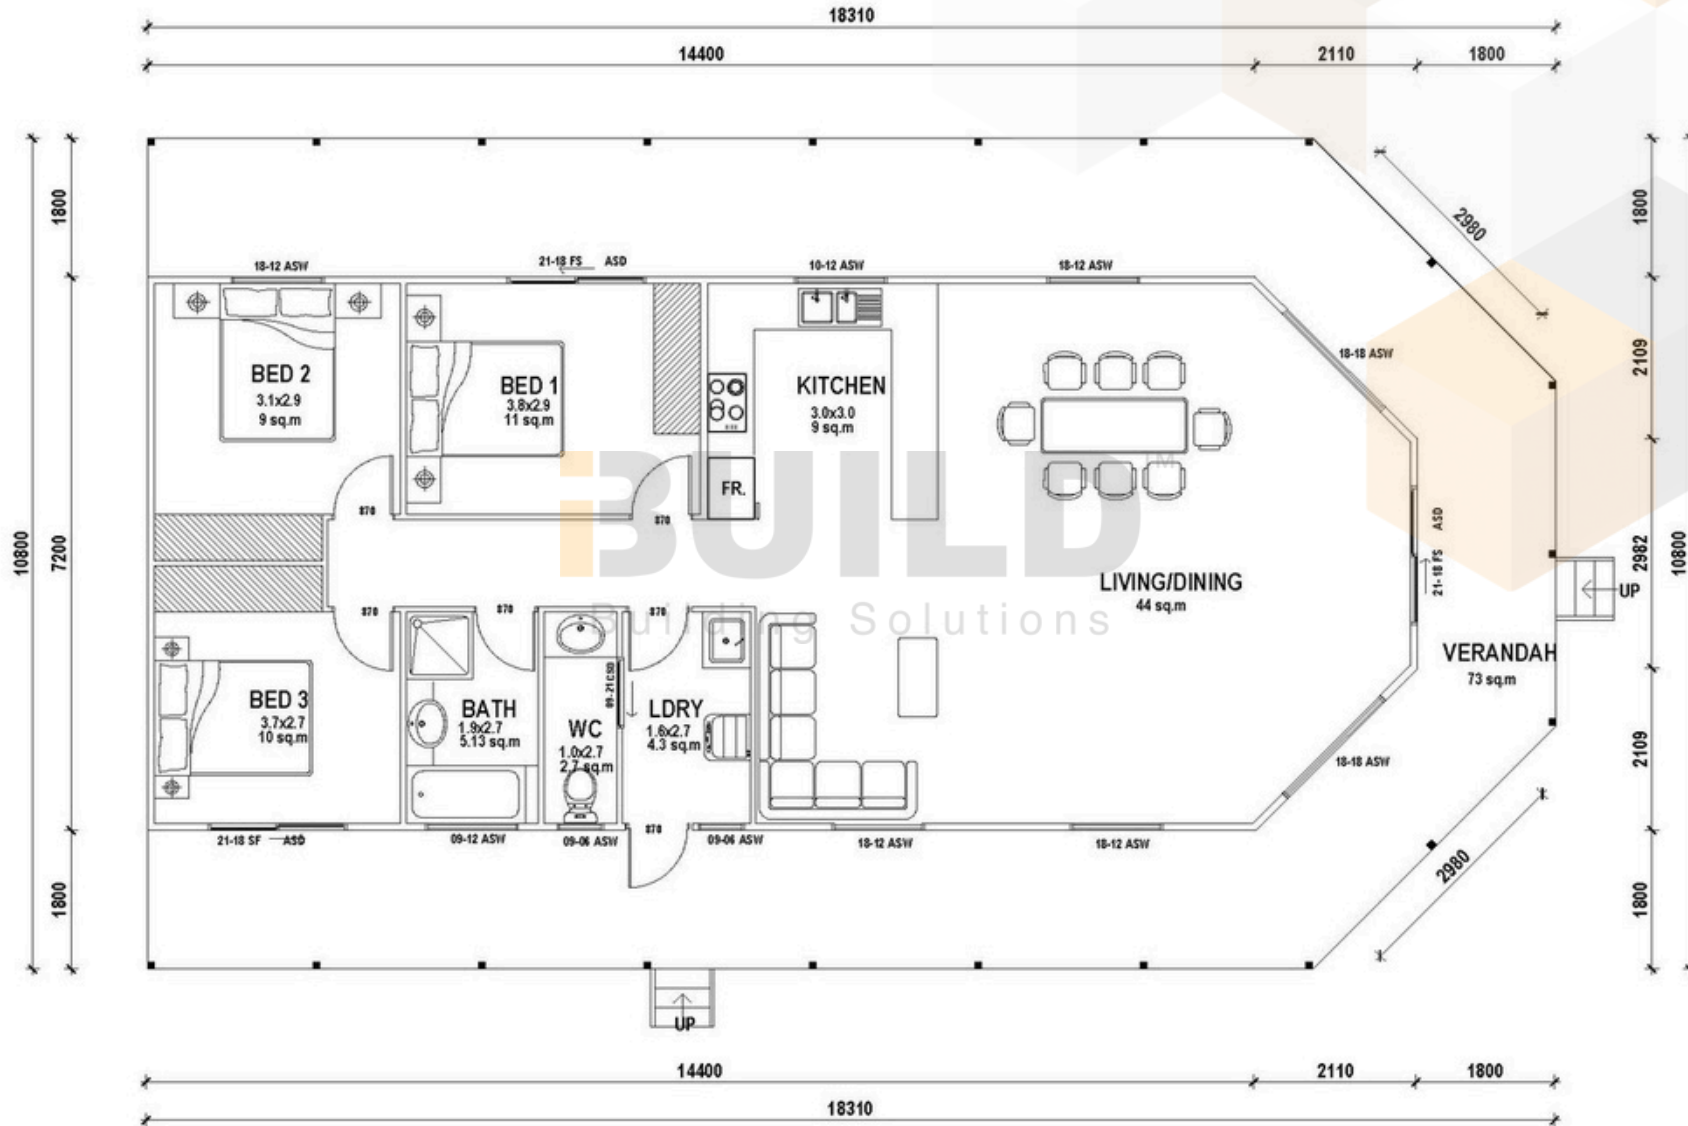 18310
14400 2110 1800
1800
2980
1800
18-12 ASW
21-18 FS ASD
10-12 ASW
18-12 ASW
BED 2
3.1x2.9
9 sq.m
BED 1
3.8x2.9
11 sq.m
KITCHEN
3.0x3.0
9 sq.m
18-18 ASW
2109
FR.
870
870
iBUILD™
Building Solutions
10800
7200
LIVING/DINING
44 sq.m
21-18 FS ASD
2982
10800
UP
870
870
870
VERANDAH
73 sq.m
BED 3
3.7x2.7
10 sq.m
BATH
1.9x2.7
5.13 sq.m
WC
1.0x2.7
2.7 sq.m
09-21 CSD
LDRY
1.6x2.7
4.3 sq.m
18-18 ASW
2109
21-18 SF ASD
09-12 ASW
09-06 ASW
870
09-06 ASW
18-12 ASW
18-12 ASW
1800
2980
1800
UP
14400 2110 1800
18310